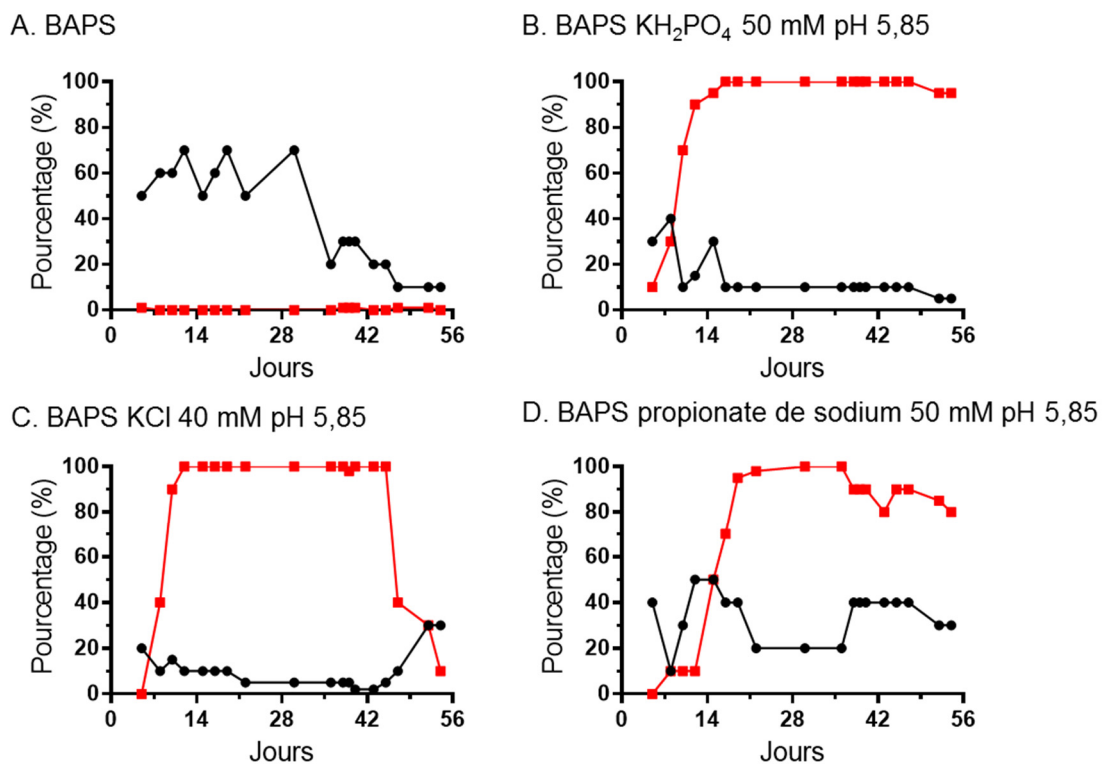 A. BAPS
B. BAPS KH₂PO₄ 50 mM pH 5,85
Pourcentage (%)
100
80
60
40
20
0
0 14 28 42 56
Jours
Pourcentage (%)
100
80
60
40
20
0
0 14 28 42 56
Jours
C. BAPS KCl 40 mM pH 5,85
D. BAPS propionate de sodium 50 mM pH 5,85
Pourcentage (%)
100
80
60
40
20
0
0 14 28 42 56
Jours
Pourcentage (%)
100
80
60
40
20
0
0 14 28 42 56
Jours